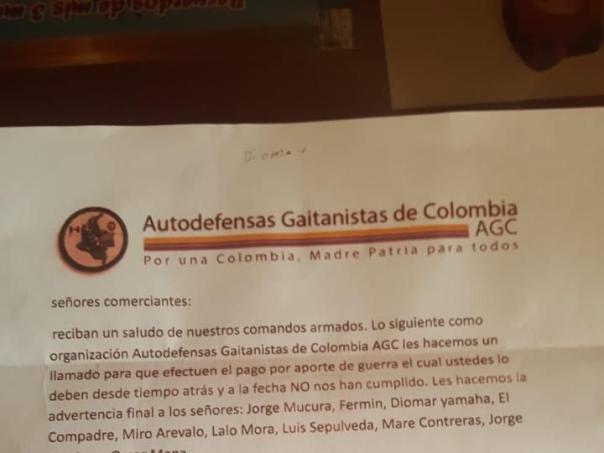 Recuerdos de mis 3
Autodefensas Gaitanistas de Colombia
AGC
Por una Colombia, Madre Patria para todos
señores comerciantes:
reciban un saludo de nuestros comandos armados. Lo siguiente como
organización Autodefensas Gaitanistas de Colombia AGC les hacemos un
llamado para que efectuen el pago por aporte de guerra el cual ustedes lo
deben desde tiempo atrás y a la fecha NO nos han cumplido. Les hacemos la
advertencia final a los señores: Jorge Mucura, Fermin, Diomar yamaha, El
Compadre, Miro Arevalo, Lalo Mora, Luis Sepulveda, Mare Contreras, Jorge